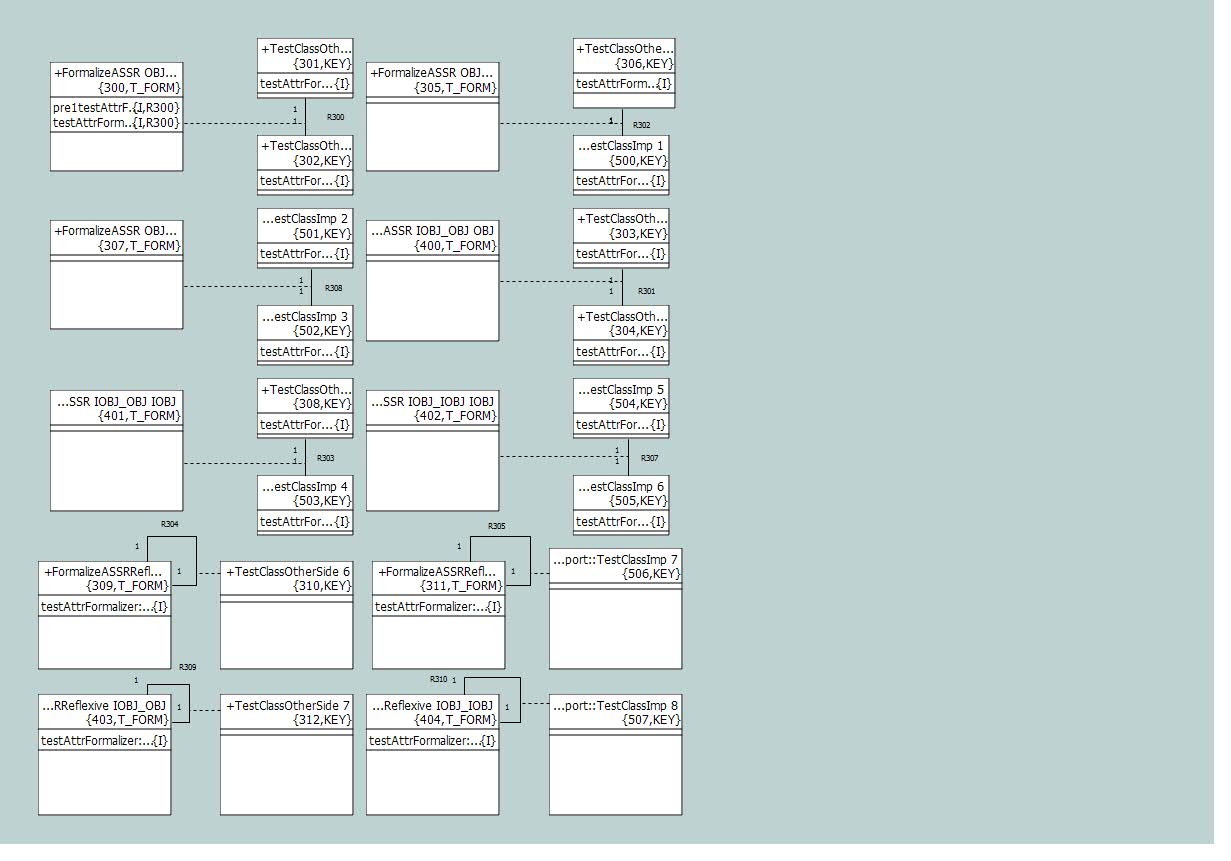 +FormalizeASSR OBJ...
{300,T_FORM}
pre1testAttrF..{I,R300}
testAttrForm..{I,R300}
+TestClassOth...
{301,KEY}
testAttrFor...{I}
1
1
R300
+TestClassOth...
{302,KEY}
testAttrFor...{I}
+FormalizeASSR OBJ...
{305,T_FORM}
+TestClassOthe...
{306,KEY}
testAttrForm...{I}
1
R302
...estClassImp 1
{500,KEY}
testAttrFor...{I}
+FormalizeASSR OBJ...
{307,T_FORM}
...estClassImp 2
{501,KEY}
testAttrFor...{I}
1
1
R308
...estClassImp 3
{502,KEY}
testAttrFor...{I}
...ASSR IOBJ_OBJ OBJ
{400,T_FORM}
+TestClassOth...
{303,KEY}
testAttrFor...{I}
1
1
R301
+TestClassOth...
{304,KEY}
testAttrFor...{I}
...SSR IOBJ_OBJ IOBJ
{401,T_FORM}
+TestClassOth...
{308,KEY}
testAttrFor...{I}
1
1
R303
...estClassImp 4
{503,KEY}
testAttrFor...{I}
...SSR IOBJ_IOBJ IOBJ
{402,T_FORM}
...estClassImp 5
{504,KEY}
testAttrFor...{I}
1
1
R307
...estClassImp 6
{505,KEY}
testAttrFor...{I}
R304
1
1
+FormalizeASSRRefl...
{309,T_FORM}
testAttrFormalizer:...{I}
+TestClassOtherSide 6
{310,KEY}
R305
1
1
+FormalizeASSRRefl...
{311,T_FORM}
testAttrFormalizer:...{I}
...port::TestClassImp 7
{506,KEY}
R309
1
1
...RReflexive IOBJ_OBJ
{403,T_FORM}
testAttrFormalizer:...{I}
+TestClassOtherSide 7
{312,KEY}
R310
1
1
...Reflexive IOBJ_IOBJ
{404,T_FORM}
testAttrFormalizer:...{I}
...port::TestClassImp 8
{507,KEY}